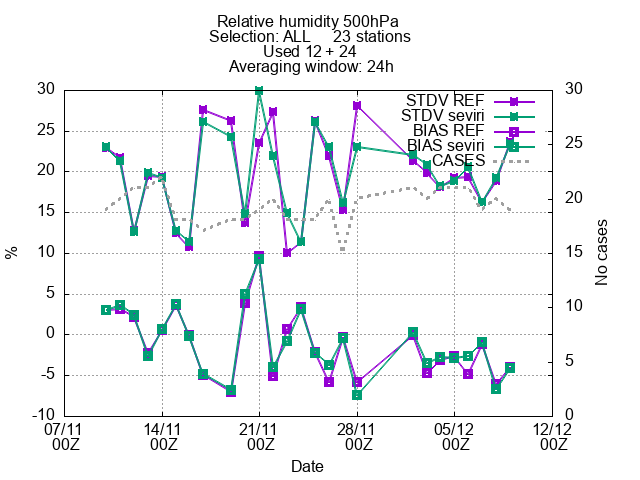 Relative humidity 500hPa
Selection: ALL 23 stations
Used 12 + 24
Averaging window: 24h
30 30
STDV REF
STDV seviri
BIAS REF
BIAS seviri
CASES
25 25
20 20
15 15
10 10
5 5
0
-5
-10 0
%
No cases
07/11 14/11 21/11 28/11 05/12 12/12
00Z 00Z 00Z 00Z 00Z 00Z
Date